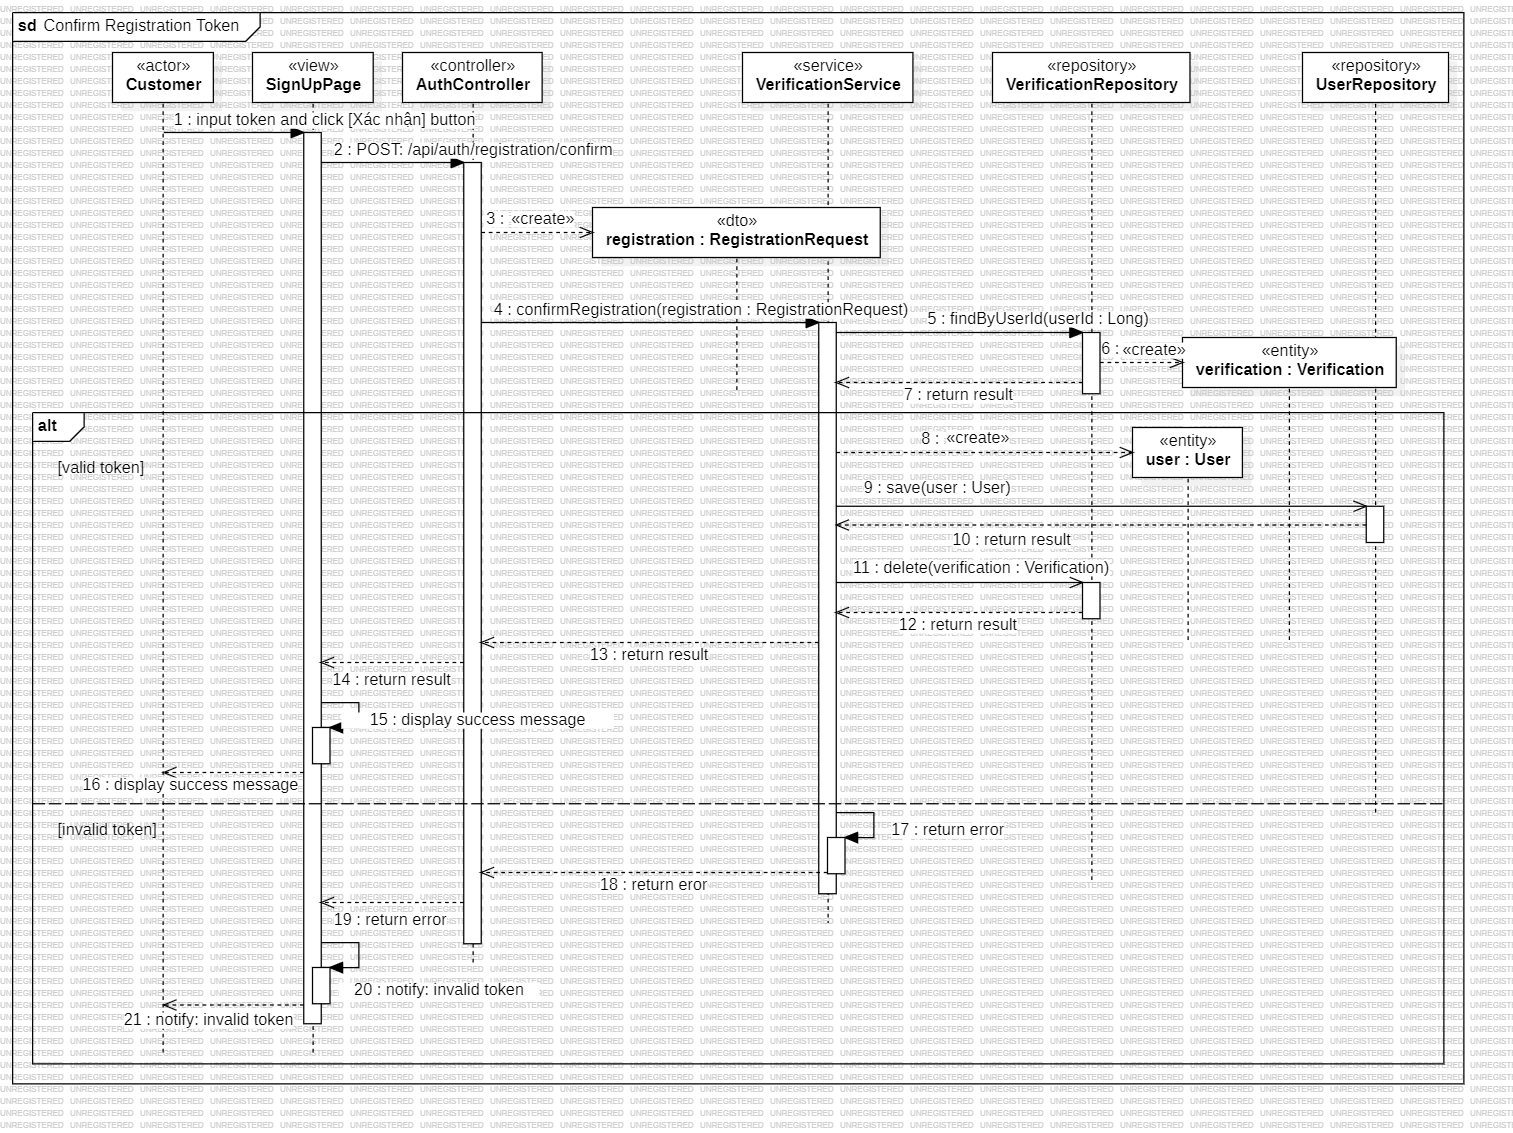 sd Confirm Registration Token
«actor»
Customer
«view»
SignUpPage
«controller»
AuthController
«service»
VerificationService
«repository»
VerificationRepository
«repository»
UserRepository
1 : input token and click [Xác nhận] button
2 : POST: /api/auth/registration/confirm
3 : «create»
«dto»
registration : RegistrationRequest
4 : confirmRegistration(registration : RegistrationRequest)
5 : findByUserId(userId : Long)
6 : «create»
«entity»
verification : Verification
7 : return result
alt
[valid token]
8 : «create»
«entity»
user : User
9 : save(user : User)
10 : return result
11 : delete(verification : Verification)
12 : return result
13 : return result
14 : return result
15 : display success message
16 : display success message
[invalid token]
17 : return error
18 : return eror
19 : return error
20 : notify: invalid token
21 : notify: invalid token
UNREGISTERED